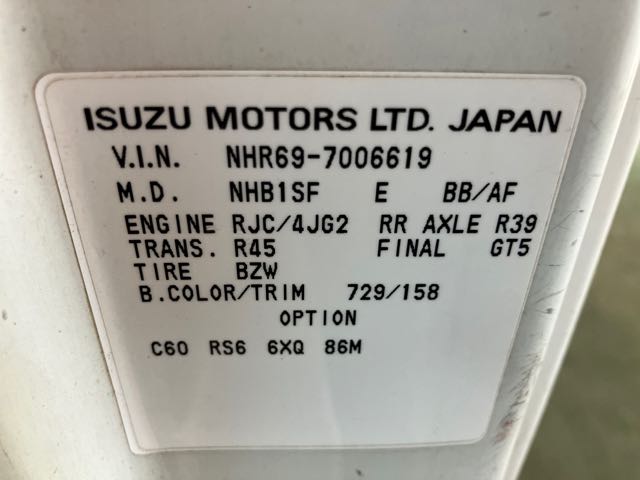 ISUZU MOTORS LTD. JAPAN
V.I.N. NHR69-7006619
M.D. NHB1SF E BB/AF
ENGINE RJC/4JG2 RR AXLE R39
TRANS. R45 FINAL GT5
TIRE BZW
B.COLOR/TRIM 729/158
OPTION
C60 RS6 6XQ 86M